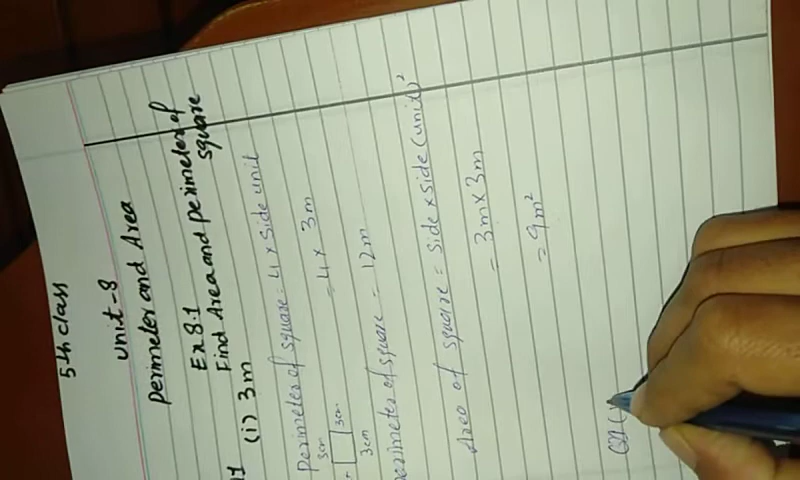 5th class
Unit-8
Perimeter and Area
Ex 8.1
Find Area and perimeter of
square
(i) 3m
Perimeter of square = 4 x side unit
= 4 x 3m
3cm
3cm
3cm
perimeter of square = 12m
Area of square = side x side (unit)²
= 3m x 3m
= 9m²